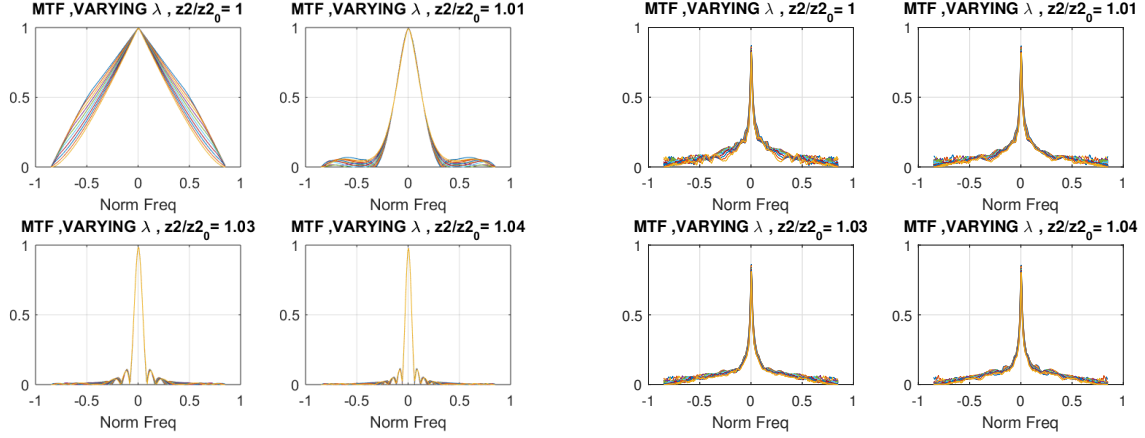 MTF ,VARYING λ , z2/z2₀= 1
1
0.5
0
-1 -0.5 0 0.5 1
Norm Freq
MTF ,VARYING λ , z2/z2₀= 1.01
1
0.5
0
-1 -0.5 0 0.5 1
Norm Freq
MTF ,VARYING λ , z2/z2₀= 1
1
0.5
0
-1 -0.5 0 0.5 1
Norm Freq
MTF ,VARYING λ , z2/z2₀= 1.01
1
0.5
0
-1 -0.5 0 0.5 1
Norm Freq
MTF ,VARYING λ , z2/z2₀= 1.03
1
0.5
0
-1 -0.5 0 0.5 1
Norm Freq
MTF ,VARYING λ , z2/z2₀= 1.04
1
0.5
0
-1 -0.5 0 0.5 1
Norm Freq
MTF ,VARYING λ , z2/z2₀= 1.03
1
0.5
0
-1 -0.5 0 0.5 1
Norm Freq
MTF ,VARYING λ , z2/z2₀= 1.04
1
0.5
0
-1 -0.5 0 0.5 1
Norm Freq